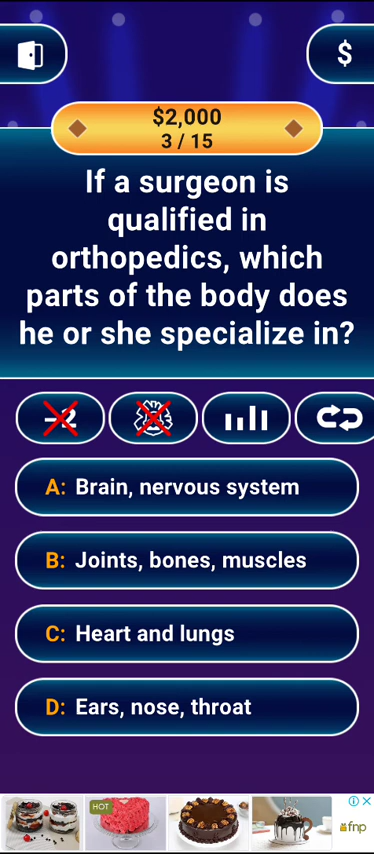 $
$2,000
3 / 15
If a surgeon is
qualified in
orthopedics, which
parts of the body does
he or she specialize in?
A: Brain, nervous system
B: Joints, bones, muscles
C: Heart and lungs
D: Ears, nose, throat
HOT
fnp